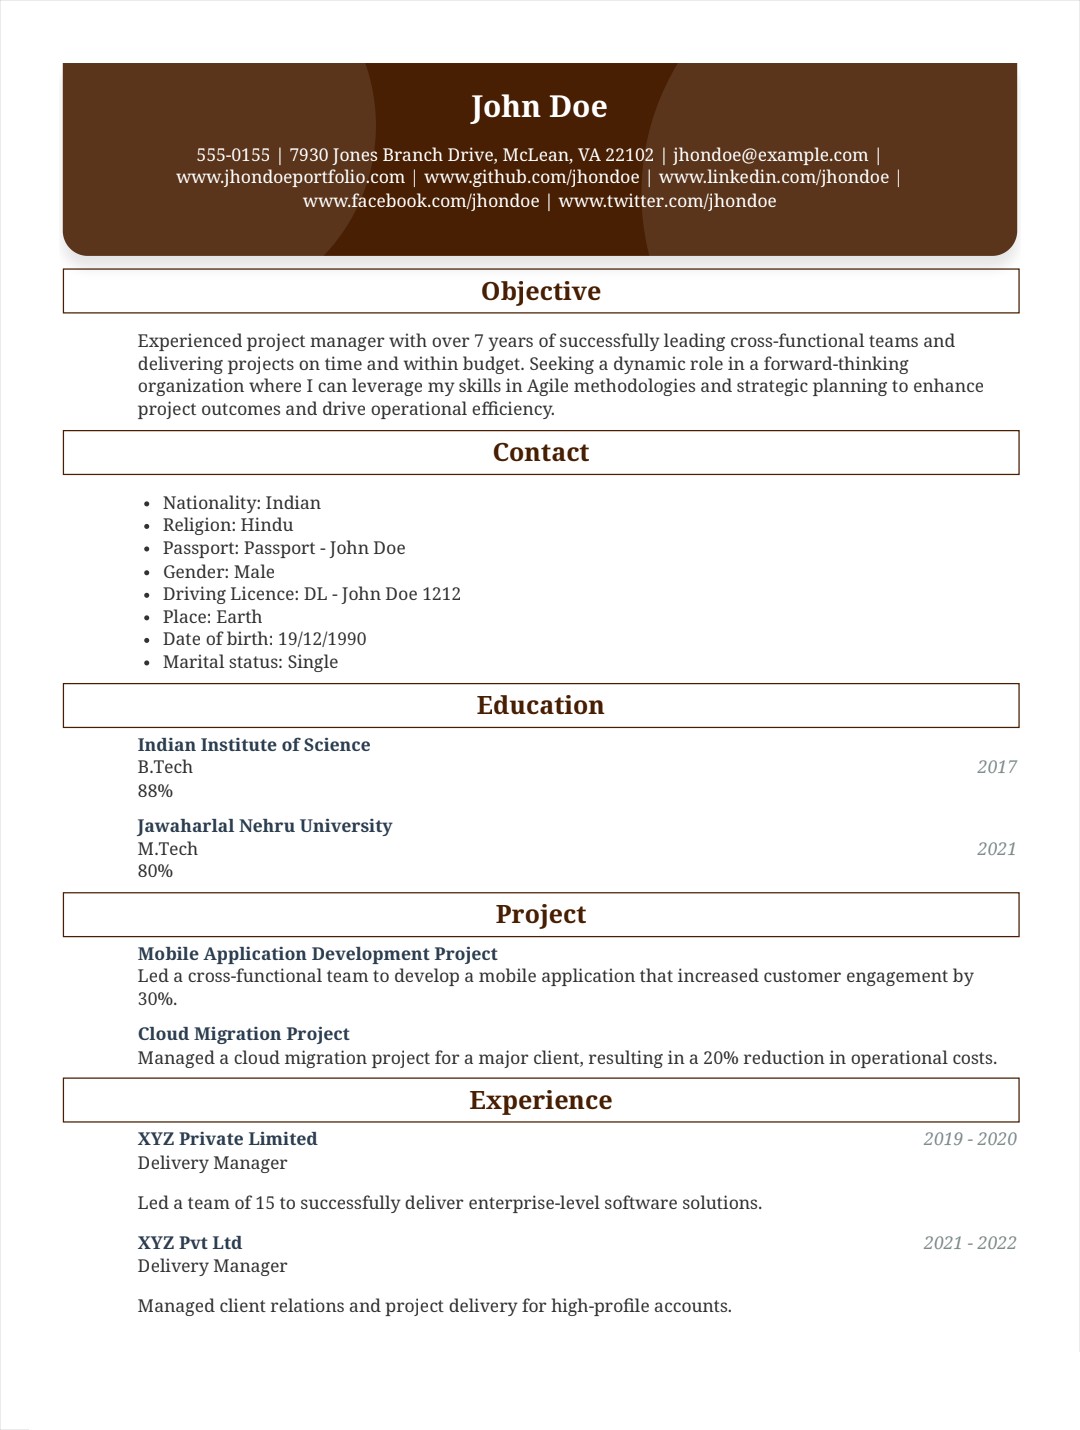 John Doe
555-0155 | 7930 Jones Branch Drive, McLean, VA 22102 | jhondoe@example.com |
www.jhondoeportfolio.com | www.github.com/jhondoe | www.linkedin.com/jhondoe |
www.facebook.com/jhondoe | www.twitter.com/jhondoe
Objective
Experienced project manager with over 7 years of successfully leading cross-functional teams and
delivering projects on time and within budget. Seeking a dynamic role in a forward-thinking
organization where I can leverage my skills in Agile methodologies and strategic planning to enhance
project outcomes and drive operational efficiency.
Contact
• Nationality: Indian
• Religion: Hindu
• Passport: Passport - John Doe
• Gender: Male
• Driving Licence: DL - John Doe 1212
• Place: Earth
• Date of birth: 19/12/1990
• Marital status: Single
Education
Indian Institute of Science
B.Tech 2017
88%
Jawaharlal Nehru University
M.Tech 2021
80%
Project
Mobile Application Development Project
Led a cross-functional team to develop a mobile application that increased customer engagement by
30%.
Cloud Migration Project
Managed a cloud migration project for a major client, resulting in a 20% reduction in operational costs.
Experience
XYZ Private Limited 2019 - 2020
Delivery Manager
Led a team of 15 to successfully deliver enterprise-level software solutions.
XYZ Pvt Ltd 2021 - 2022
Delivery Manager
Managed client relations and project delivery for high-profile accounts.